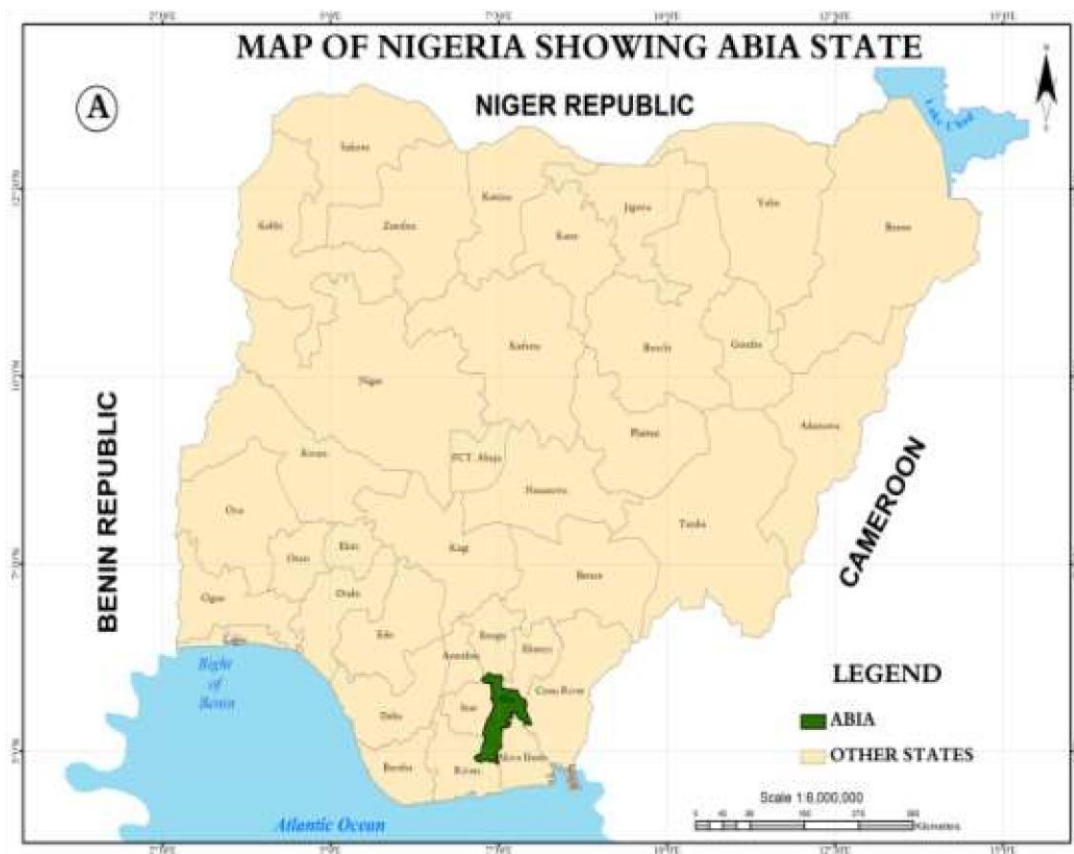 MAP OF NIGERIA SHOWING ABIA STATE
A
NIGER REPUBLIC
N
Lake Chad
Sokoto
Kebbi
Zamfara
Katsina
Kano
Jigawa
Yobe
Borno
Kaduna
Bauchi
Gombe
Niger
Adamawa
Plateau
Kwara
FCT. Abuja
Nasarawa
BENIN REPUBLIC
CAMEROON
Oyo
Taraba
Kogi
Ekiti
Osun
Benue
Ogun
Ondo
Edo
Enugu
Ebonyi
Lagos
Anambra
Bight
of
Benin
Cross River
Imo
Delta
Akwa Ibom
Rivers
Bayelsa
Atlantic Ocean
LEGEND
ABIA
OTHER STATES
Scale 1:6,000,000
Kilometers